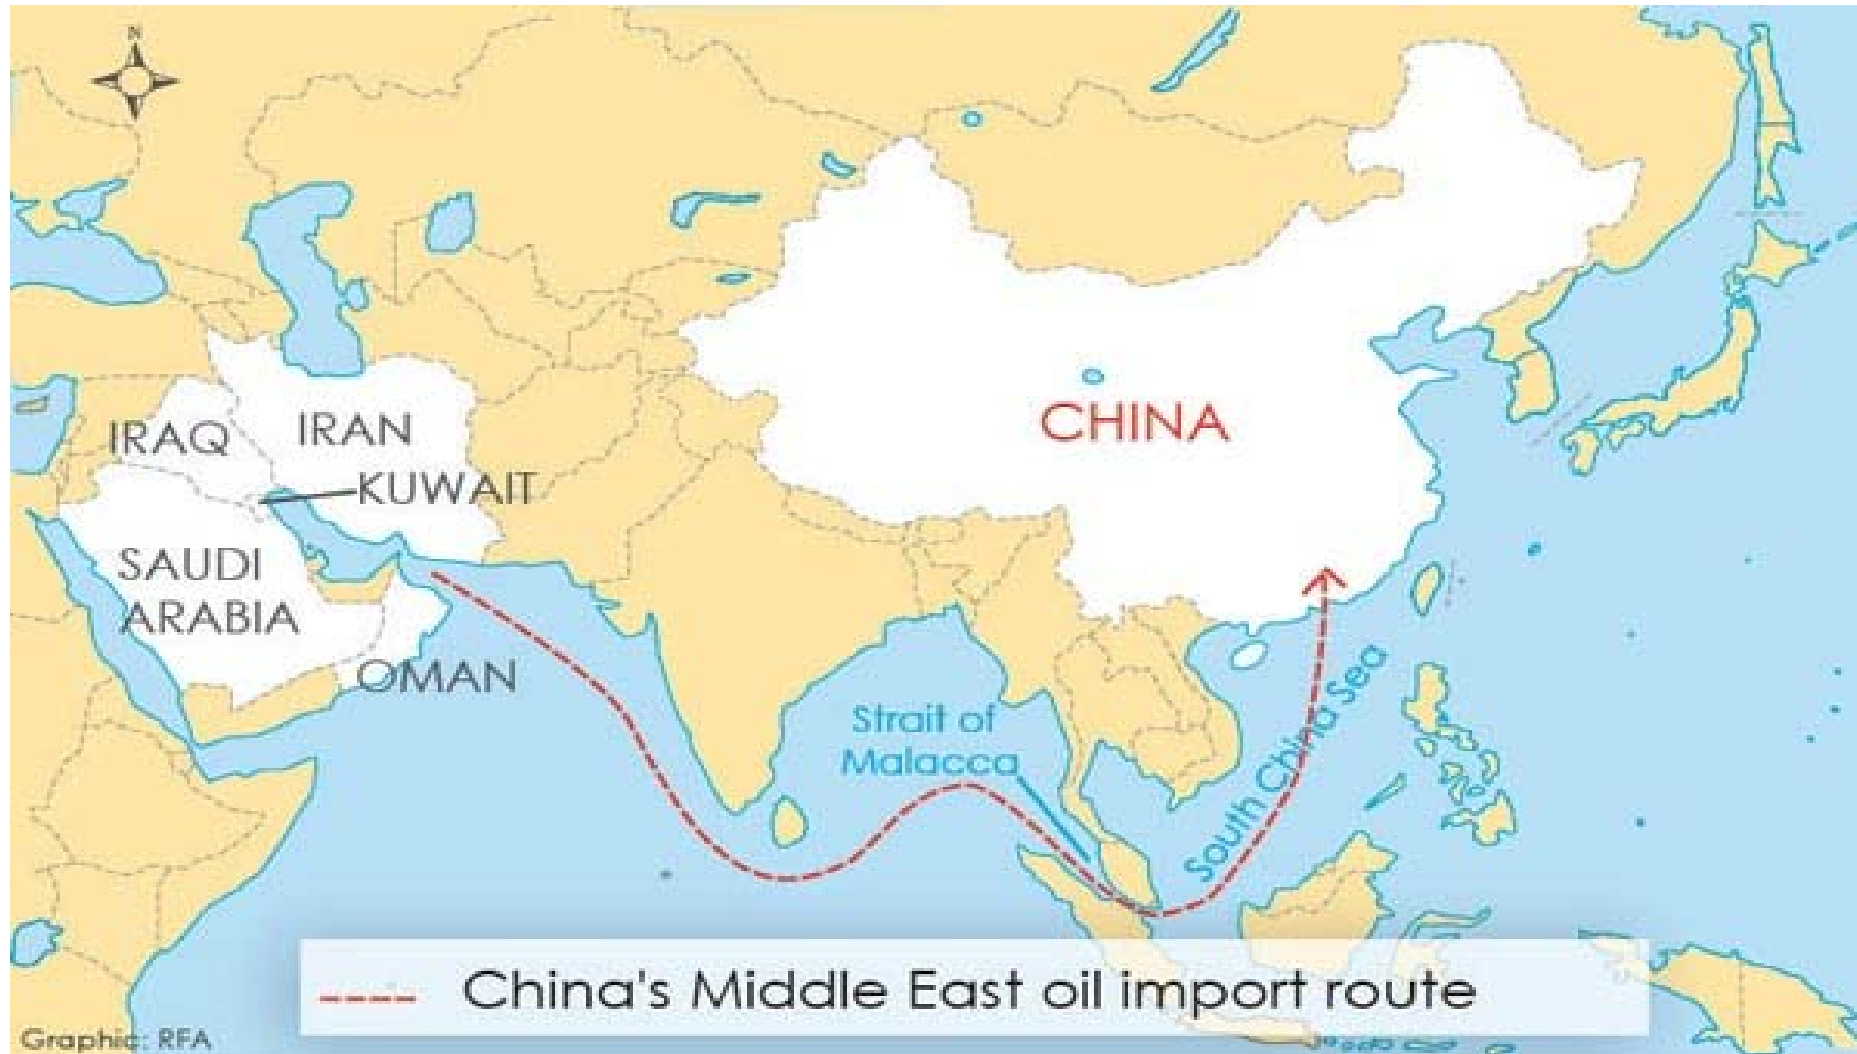 N
IRAQ
IRAN
KUWAIT
SAUDI
ARABIA
OMAN
CHINA
Strait of
Malacca
South China Sea
China's Middle East oil import route
Graphic: RFA